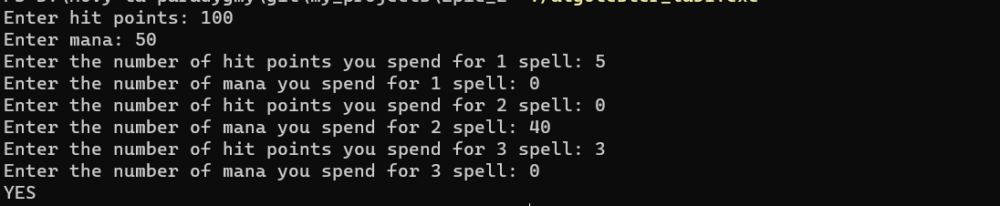 Enter hit points: 100
Enter mana: 50
Enter the number of hit points you spend for 1 spell: 5
Enter the number of mana you spend for 1 spell: 0
Enter the number of hit points you spend for 2 spell: 0
Enter the number of mana you spend for 2 spell: 40
Enter the number of hit points you spend for 3 spell: 3
Enter the number of mana you spend for 3 spell: 0
YES